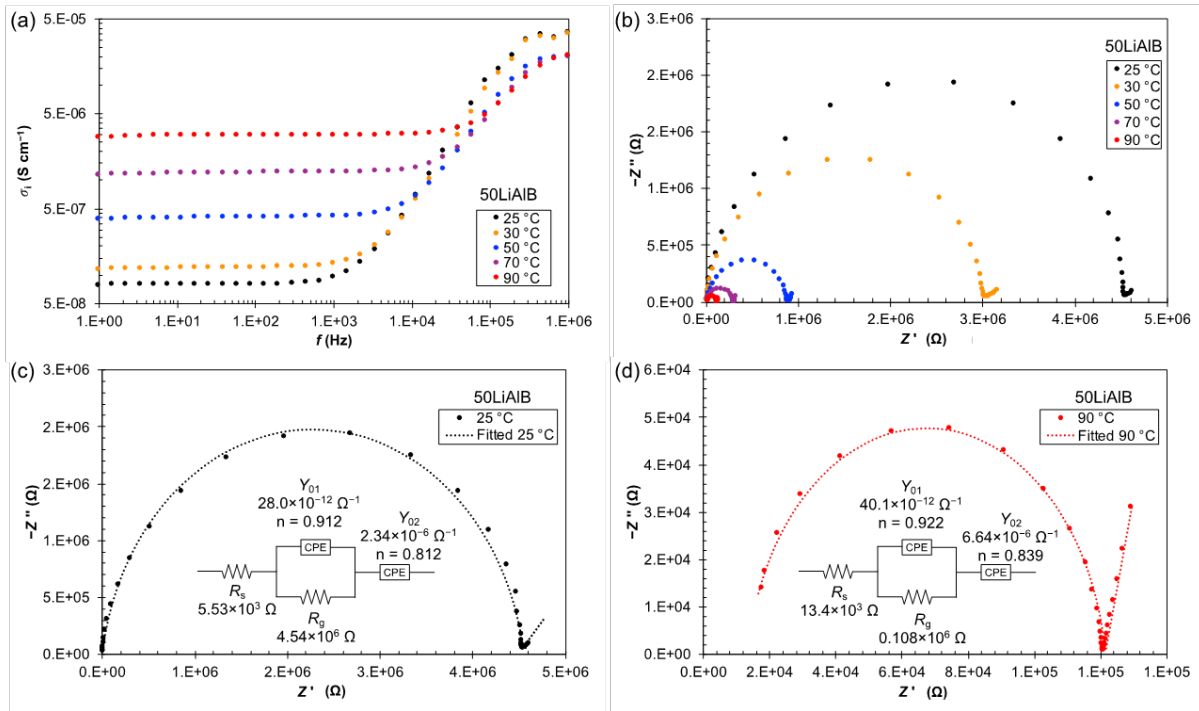 (a)
5.E-05
5.E-06
5.E-07
5.E-08
σi (S cm−1)
50LiAlB
25 °C
30 °C
50 °C
70 °C
90 °C
1.E+00
1.E+01
1.E+02
1.E+03
1.E+04
1.E+05
1.E+06
f (Hz)
(b)
3.E+06
2.E+06
2.E+06
1.E+06
5.E+05
0.E+00
−Z'' (Ω)
50LiAlB
25 °C
30 °C
50 °C
70 °C
90 °C
0.E+00
1.E+06
2.E+06
3.E+06
4.E+06
5.E+06
Z' (Ω)
(c)
3.E+06
2.E+06
2.E+06
1.E+06
5.E+05
0.E+00
−Z'' (Ω)
50LiAlB
25 °C
Fitted 25 °C
Y01
28.0×10−12 Ω−1
n = 0.912
Y02
2.34×10−6 Ω−1
n = 0.812
CPE
CPE
Rs
5.53×103 Ω
Rg
4.54×106 Ω
0.E+00
1.E+06
2.E+06
3.E+06
4.E+06
5.E+06
Z' (Ω)
(d)
6.E+04
5.E+04
4.E+04
3.E+04
2.E+04
1.E+04
0.E+00
−Z'' (Ω)
50LiAlB
90 °C
Fitted 90 °C
Y01
40.1×10−12 Ω−1
n = 0.922
Y02
6.64×10−6 Ω−1
n = 0.839
CPE
CPE
Rs
13.4×103 Ω
Rg
0.108×106 Ω
0.E+00
2.E+04
4.E+04
6.E+04
8.E+04
1.E+05
1.E+05
Z' (Ω)